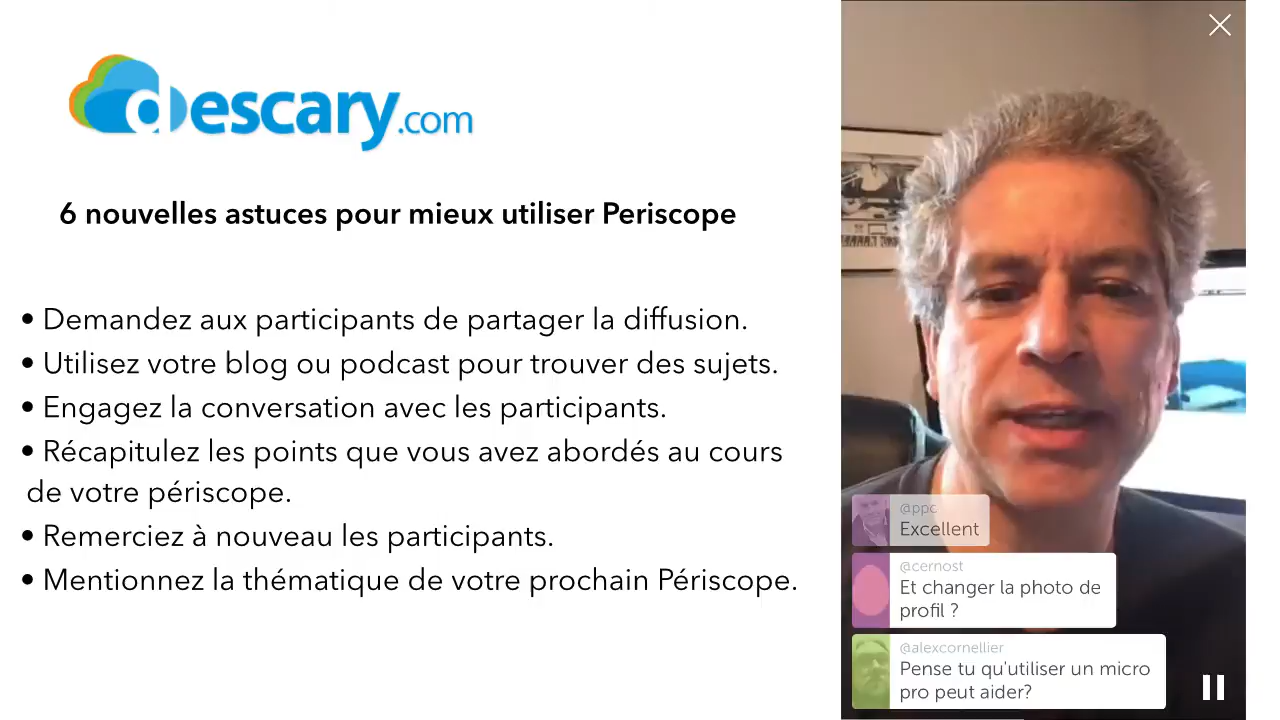 descary.com
6 nouvelles astuces pour mieux utiliser Periscope
• Demandez aux participants de partager la diffusion.
• Utilisez votre blog ou podcast pour trouver des sujets.
• Engagez la conversation avec les participants.
• Récapitulez les points que vous avez abordés au cours
de votre périscope.
• Remerciez à nouveau les participants.
• Mentionnez la thématique de votre prochain Périscope.
@ppc
Excellent
@cernost
Et changer la photo de
profil ?
@alexcornellier
Pense tu qu'utiliser un micro
pro peut aider?